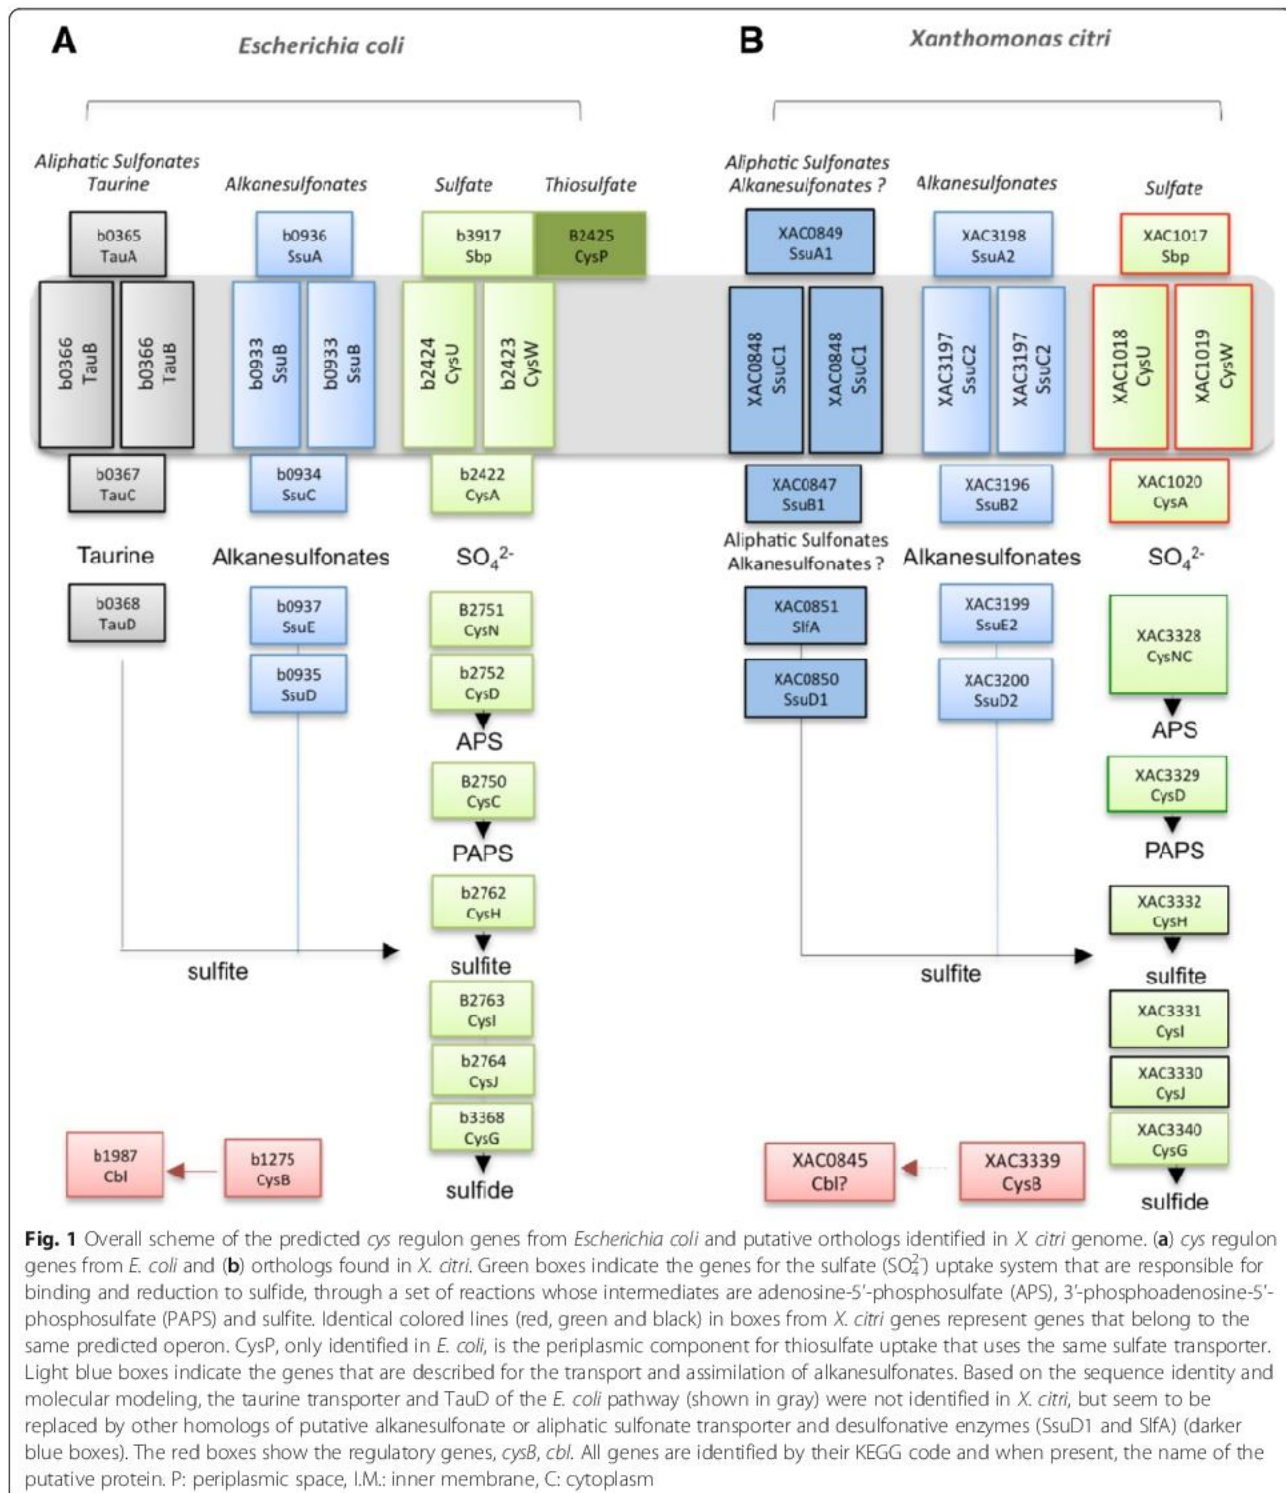 A
Escherichia coli
Aliphatic Sulfonates
Taurine
Alkanesulfonates
Sulfate
Thiosulfate
b0365
TauA
b0936
SsuA
b3917
Sbp
B2425
CysP
b0366
TauB
b0366
TauB
b0933
SsuB
b0933
SsuB
b2424
CysU
b2423
CysW
b0367
TauC
b0934
SsuC
b2422
CysA
Taurine
Alkanesulfonates
SO₄²⁻
b0368
TauD
b0937
SsuE
B2751
CysN
b0935
SsuD
b2752
CysD
APS
B2750
CysC
PAPS
b2762
CysH
sulfite
sulfite
B2763
CysI
b2764
CysJ
b3368
CysG
b1987
Cbl
b1275
CysB
sulfide
B
Xanthomonas citri
Aliphatic Sulfonates
Alkanesulfonates ?
Alkanesulfonates
Sulfate
XAC0849
SsuA1
XAC3198
SsuA2
XAC1017
Sbp
XAC0848
SsuC1
XAC0848
SsuC1
XAC3197
SsuC2
XAC3197
SsuC2
XAC1018
CysU
XAC1019
CysW
XAC0847
SsuB1
XAC3196
SsuB2
XAC1020
CysA
Aliphatic Sulfonates
Alkanesulfonates ?
Alkanesulfonates
SO₄²⁻
XAC0851
SlfA
XAC3199
SsuE2
XAC3328
CysNC
XAC0850
SsuD1
XAC3200
SsuD2
APS
XAC3329
CysD
PAPS
XAC3332
CysH
sulfite
sulfite
XAC3331
CysI
XAC3330
CysJ
XAC3340
CysG
XAC0845
Cbl?
XAC3339
CysB
sulfide
Fig. 1 Overall scheme of the predicted cys regulon genes from Escherichia coli and putative orthologs identified in X. citri genome. (a) cys regulon
genes from E. coli and (b) orthologs found in X. citri. Green boxes indicate the genes for the sulfate (SO₄²⁻) uptake system that are responsible for
binding and reduction to sulfide, through a set of reactions whose intermediates are adenosine-5′-phosphosulfate (APS), 3′-phosphoadenosine-5′-
phosphosulfate (PAPS) and sulfite. Identical colored lines (red, green and black) in boxes from X. citri genes represent genes that belong to the
same predicted operon. CysP, only identified in E. coli, is the periplasmic component for thiosulfate uptake that uses the same sulfate transporter.
Light blue boxes indicate the genes that are described for the transport and assimilation of alkanesulfonates. Based on the sequence identity and
molecular modeling, the taurine transporter and TauD of the E. coli pathway (shown in gray) were not identified in X. citri, but seem to be
replaced by other homologs of putative alkanesulfonate or aliphatic sulfonate transporter and desulfonative enzymes (SsuD1 and SlfA) (darker
blue boxes). The red boxes show the regulatory genes, cysB, cbl. All genes are identified by their KEGG code and when present, the name of the
putative protein. P: periplasmic space, I.M.: inner membrane, C: cytoplasm